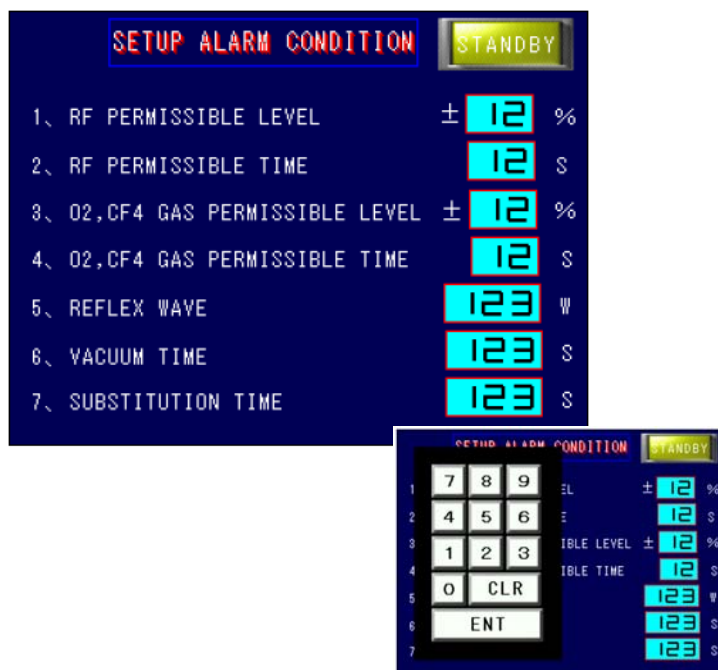 SETUP ALARM CONDITION STANDBY
1、 RF PERMISSIBLE LEVEL ± 12 %
2、 RF PERMISSIBLE TIME 12 S
3、 O2,CF4 GAS PERMISSIBLE LEVEL ± 12 %
4、 O2,CF4 GAS PERMISSIBLE TIME 12 S
5、 REFLEX WAVE 123 W
6、 VACUUM TIME 123 S
7、 SUBSTITUTION TIME 123 S
SETUP ALARM CONDITION STANDBY
1 7 8 9 EL ± 12 %
2 4 5 6 E 12 S
3 1 2 3 IBLE LEVEL ± 12 %
4 0 CLR IBLE TIME 12 S
5 ENT 123 W
6 123 S
7 123 S